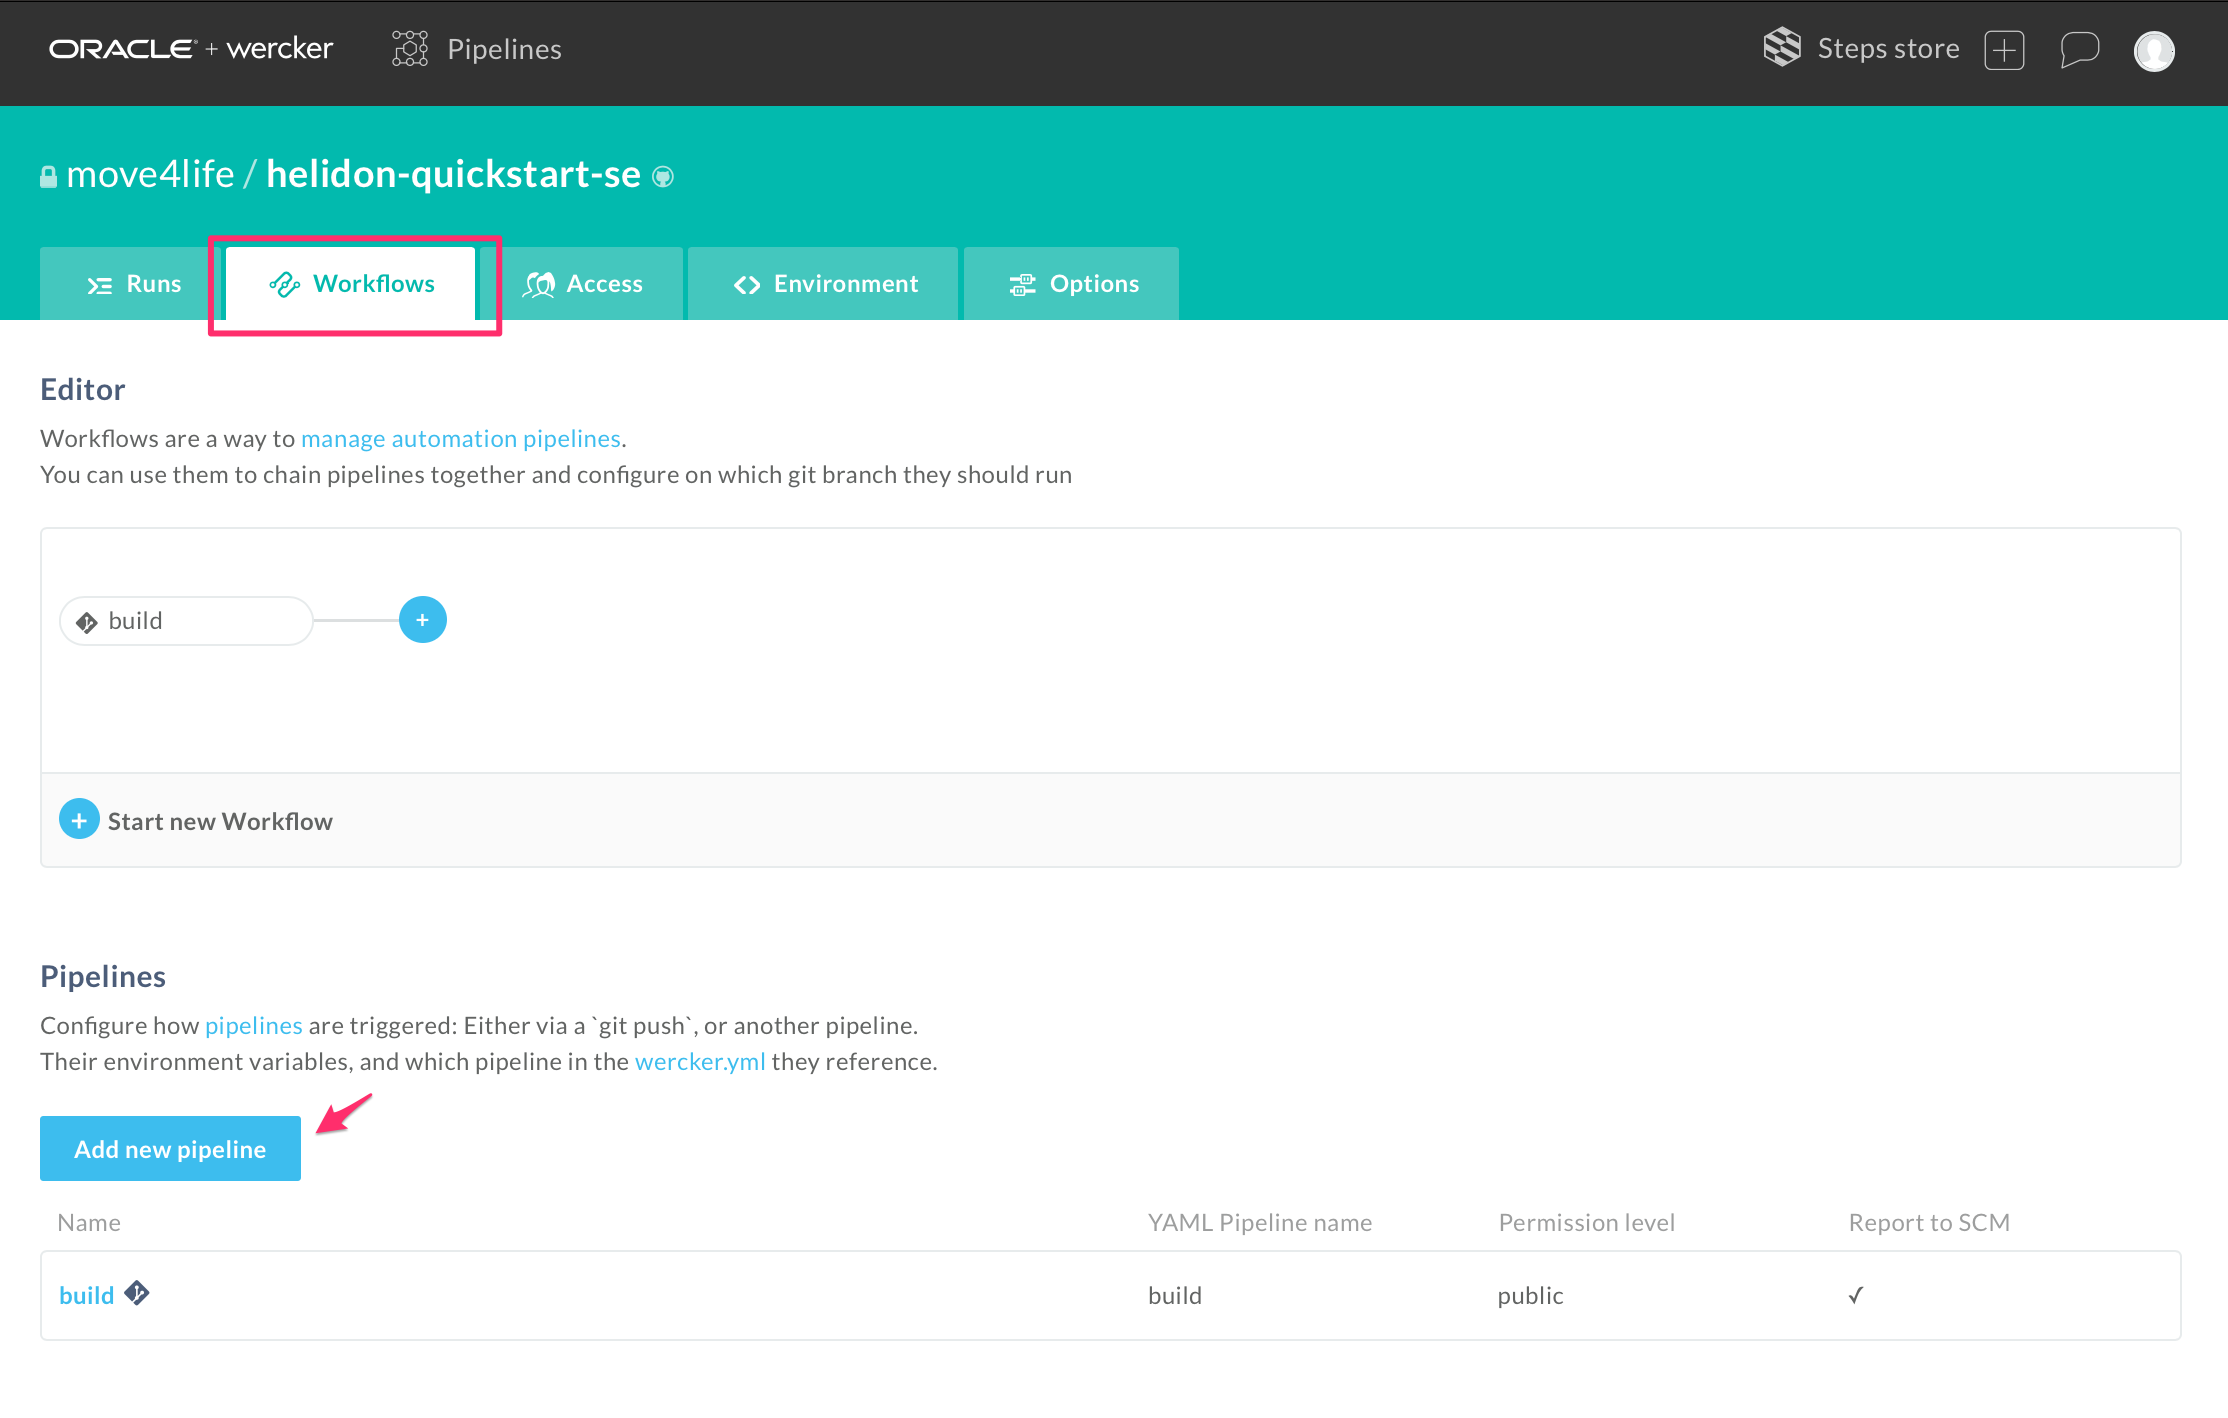 ORACLE + wercker Pipelines Steps store
move4life / helidon-quickstart-se
Runs Workflows Access Environment Options
Editor
Workflows are a way to manage automation pipelines.
You can use them to chain pipelines together and configure on which git branch they should run
build +
+ Start new Workflow
Pipelines
Configure how pipelines are triggered: Either via a `git push`, or another pipeline.
Their environment variables, and which pipeline in the wercker.yml they reference.
Add new pipeline
Name YAML Pipeline name Permission level Report to SCM
build build public ✓